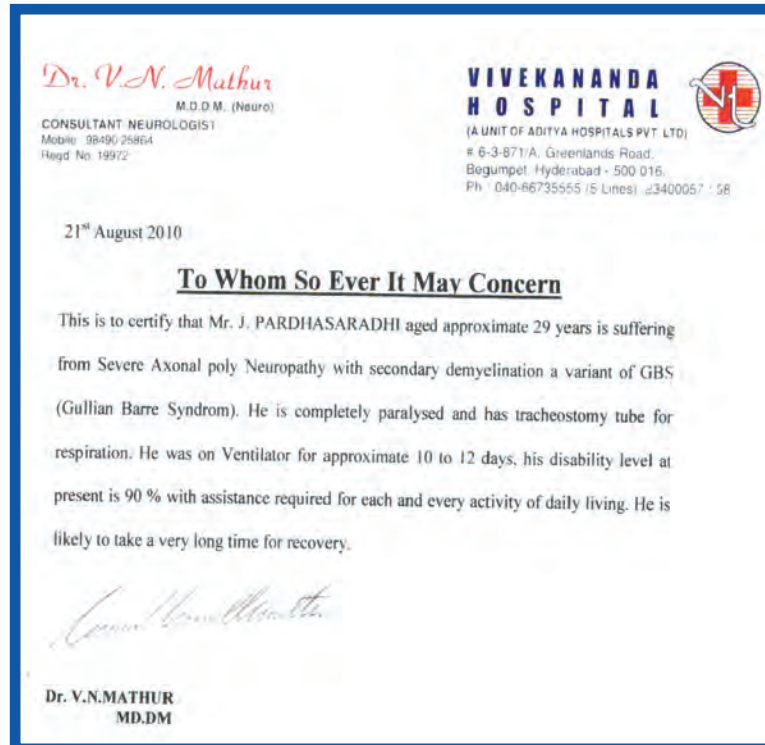 Dr. V.N. Mathur
M.D.D.M. (Neuro)
CONSULTANT NEUROLOGIST
Mobile : 98490 25864
Regd No. 19972
VIVEKANANDA
HOSPITAL
(A UNIT OF ADITYA HOSPITALS PVT. LTD)
# 6-3-871/A, Greenlands Road,
Begumpet, Hyderabad - 500 016.
Ph : 040-66735555 (5 Lines) 23400057 : 58
21st August 2010
To Whom So Ever It May Concern
This is to certify that Mr. J. PARDHASARADHI aged approximate 29 years is suffering
from Severe Axonal poly Neuropathy with secondary demyelination a variant of GBS
(Gullian Barre Syndrom). He is completely paralysed and has tracheostomy tube for
respiration. He was on Ventilator for approximate 10 to 12 days, his disability level at
present is 90 % with assistance required for each and every activity of daily living. He is
likely to take a very long time for recovery.
Dr. V.N.MATHUR
MD.DM